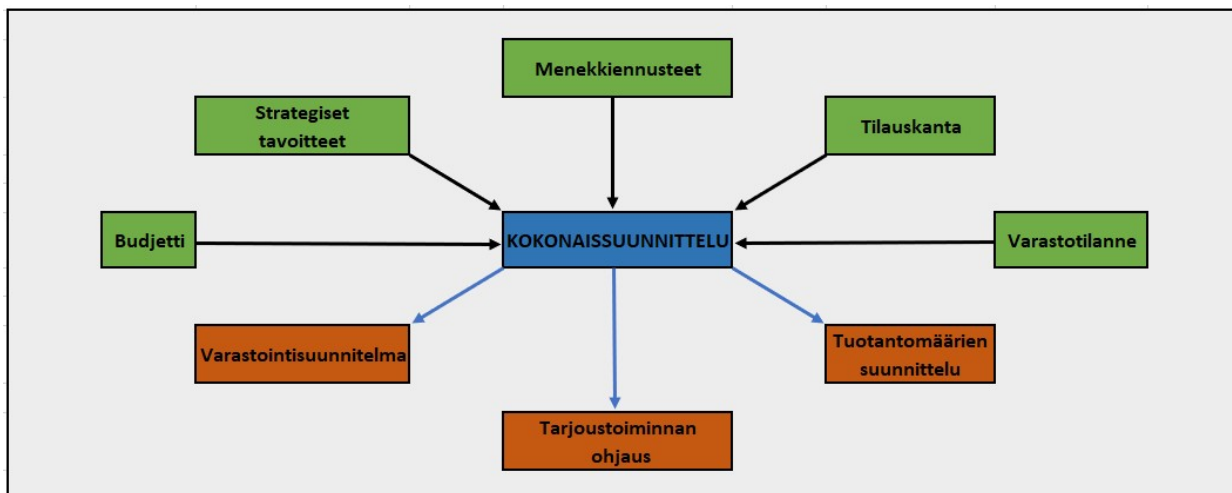 Menekkiennusteet
Strategiset
tavoitteet
Tilauskanta
Budjetti
KOKONAISSUUNNITTELU
Varastotilanne
Varastointisuunnitelma
Tuotantomäärien
suunnittelu
Tarjoustoiminnan
ohjaus